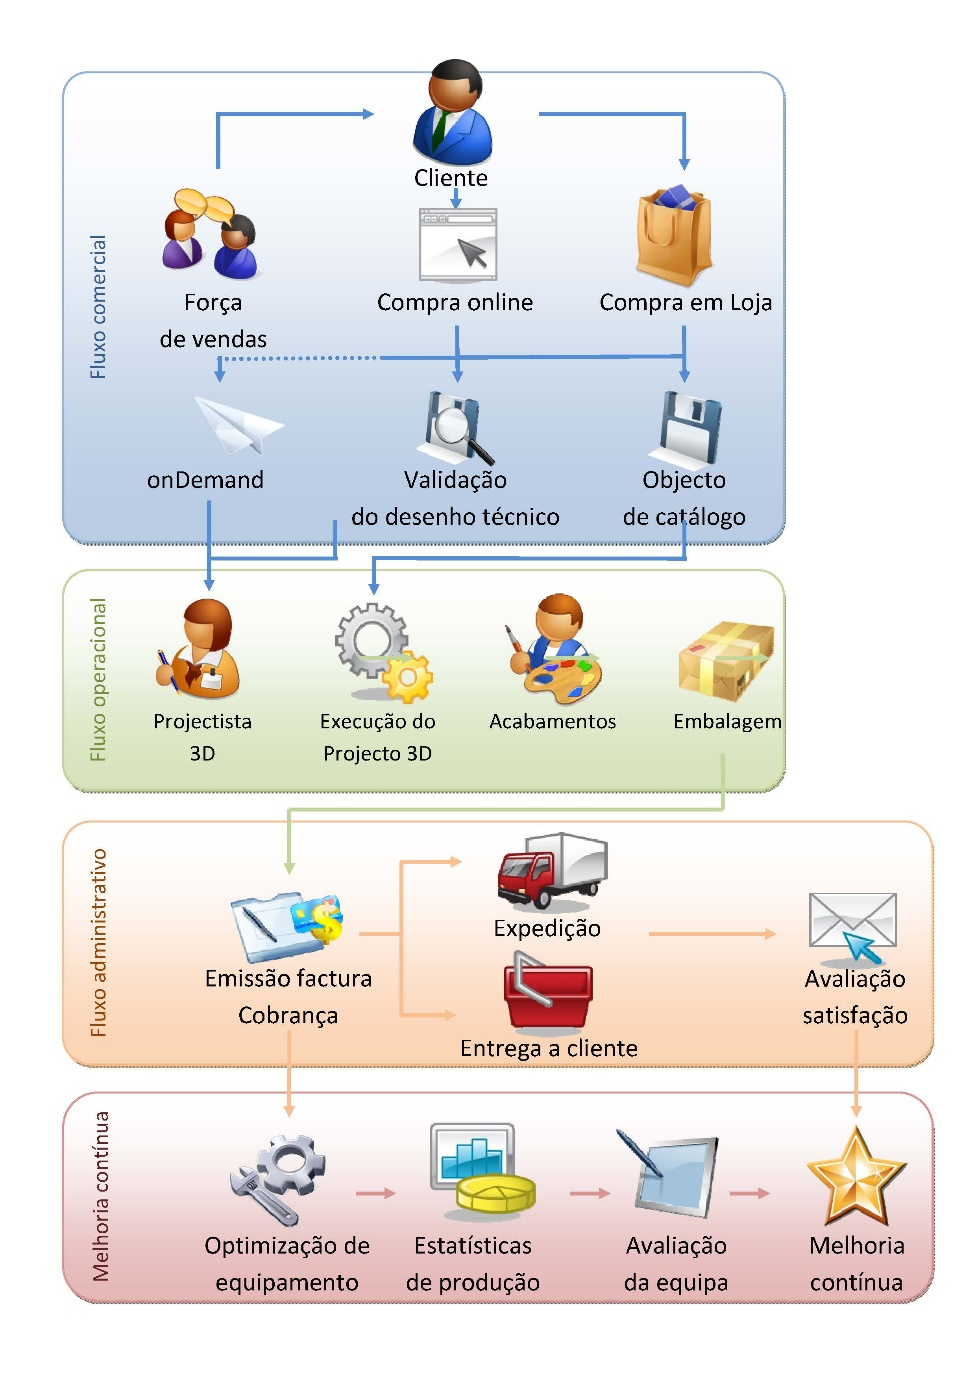 Cliente
Fluxo comercial
Força
de vendas
Compra online
Compra em Loja
onDemand
Validação
do desenho técnico
Objecto
de catálogo
Fluxo operacional
Projectista
3D
Execução do
Projecto 3D
Acabamentos
Embalagem
Fluxo administrativo
Emissão factura
Cobrança
Expedição
Entrega a cliente
Avaliação
satisfação
Melhoria contínua
Optimização de
equipamento
Estatísticas
de produção
Avaliação
da equipa
Melhoria
contínua